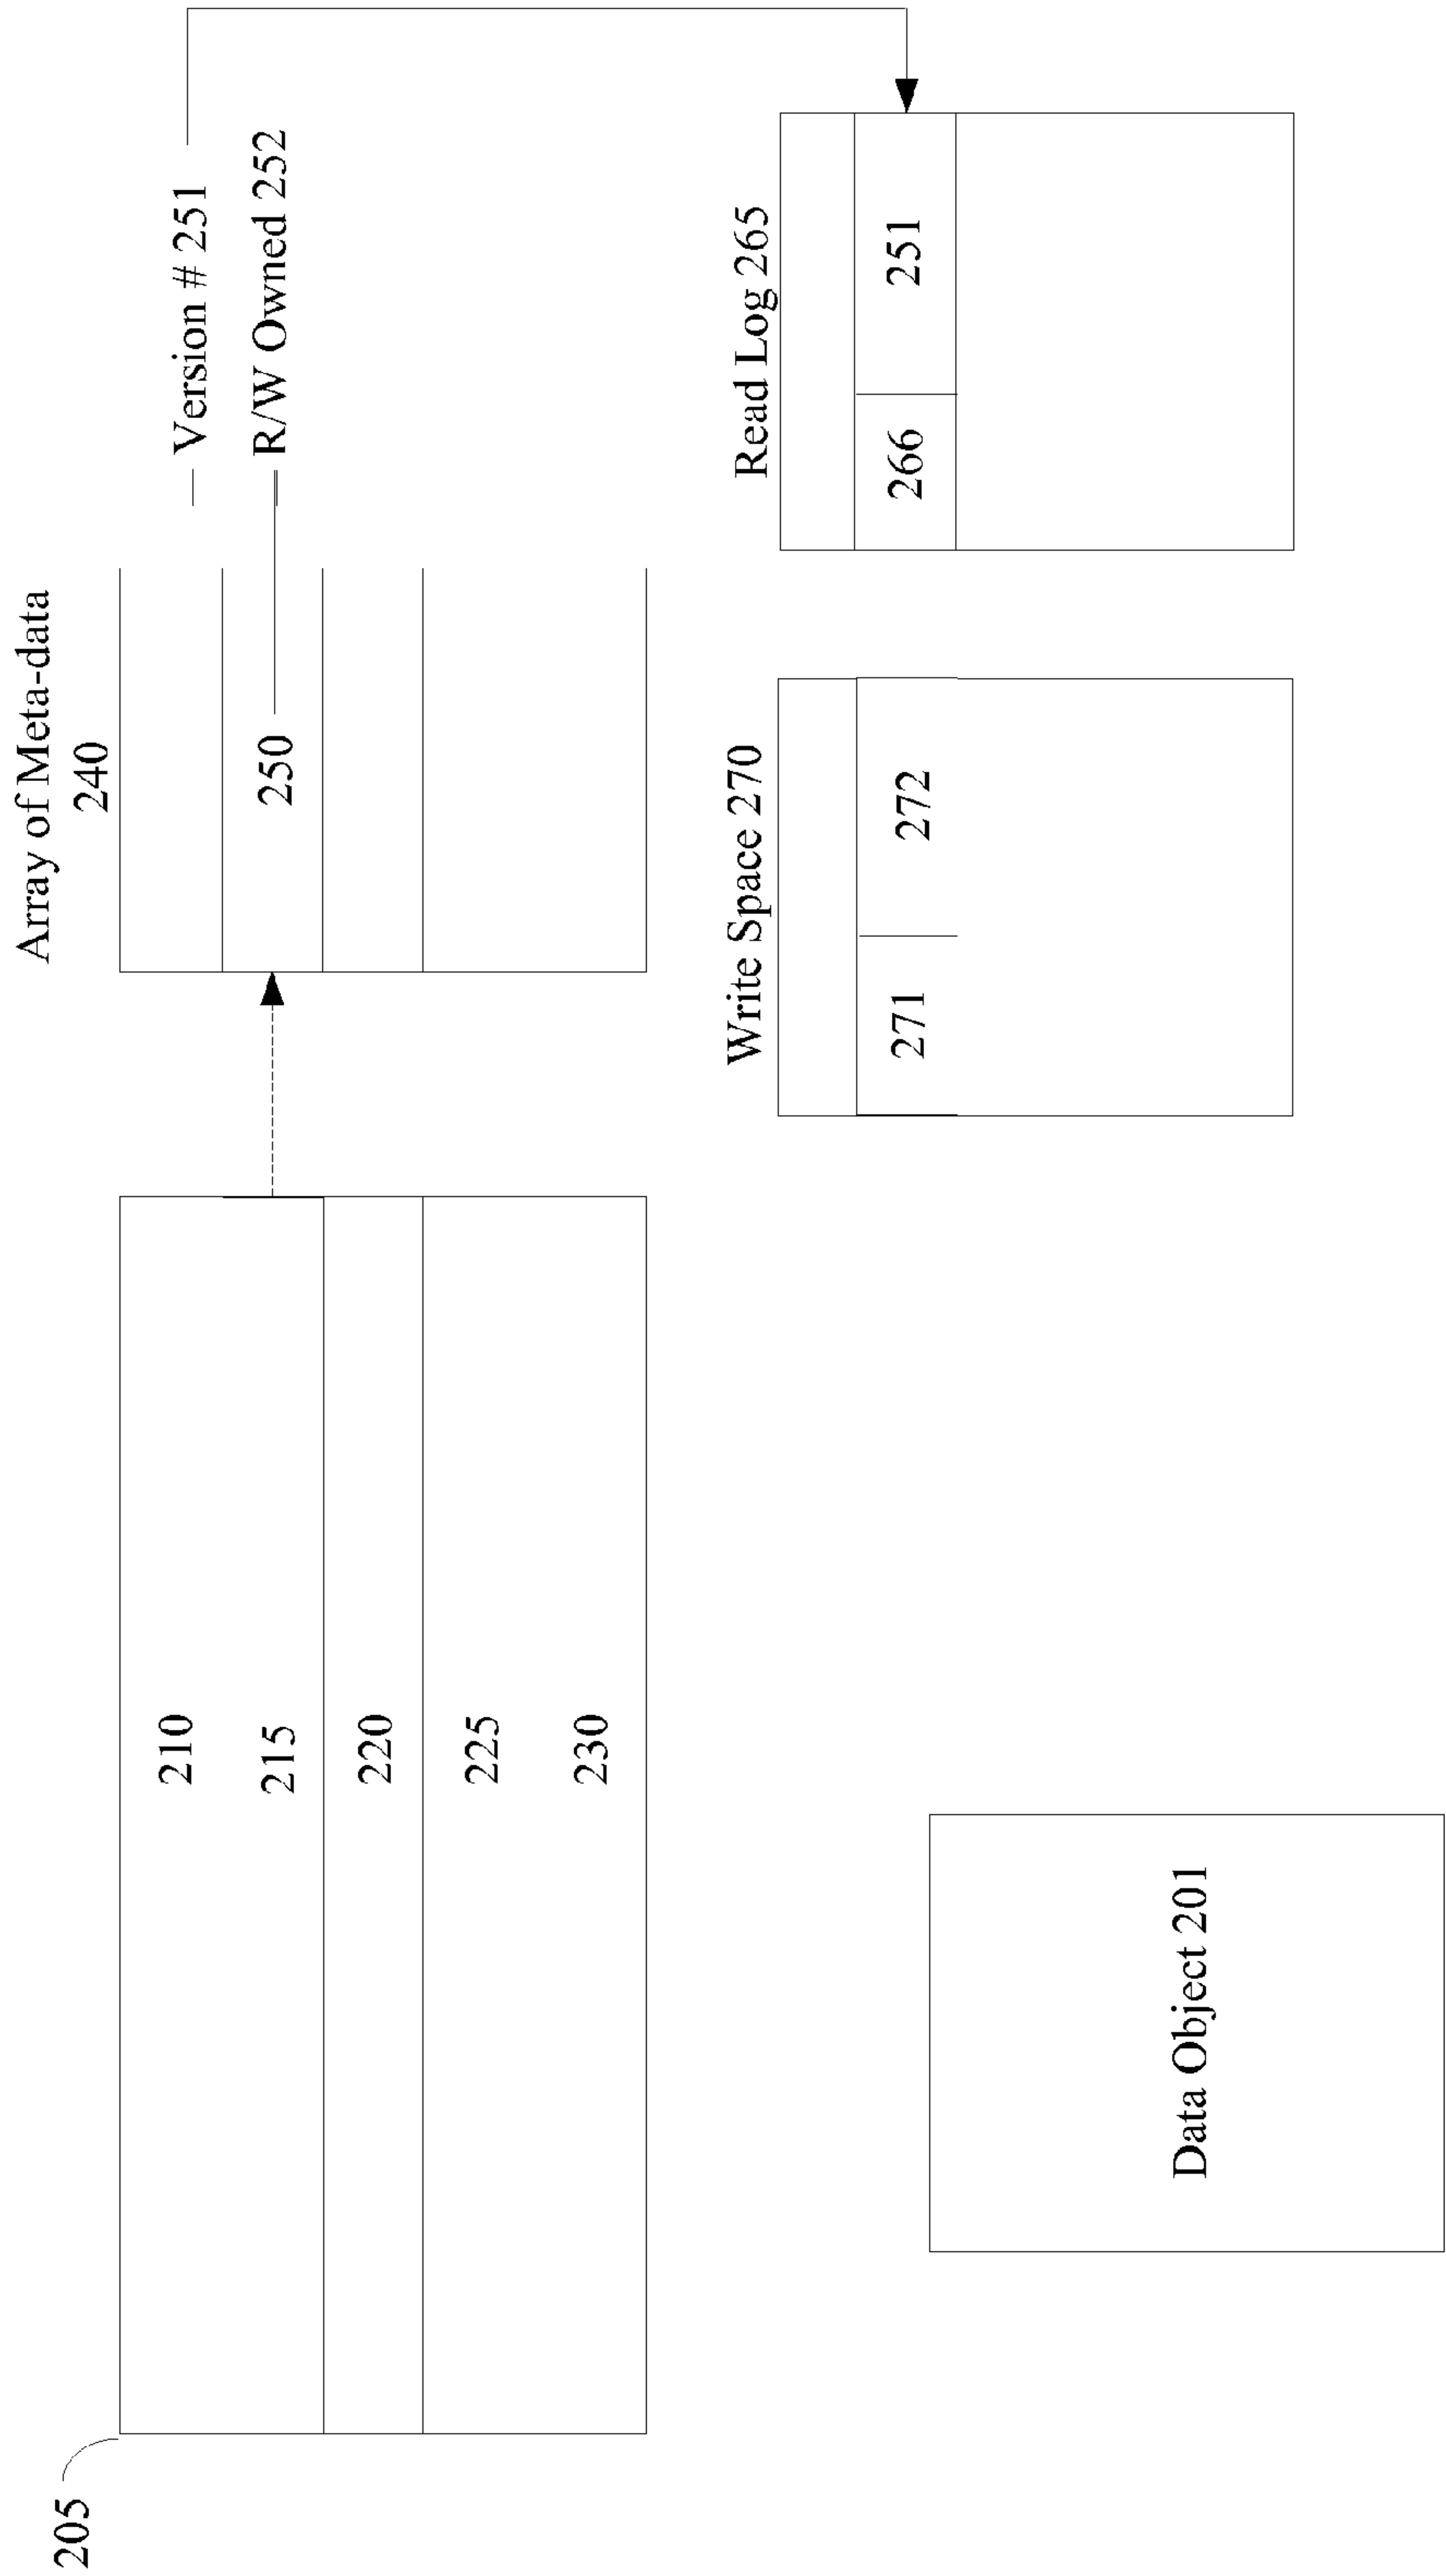 205
Array of Meta-data
240
210
215
220
225
230
250
Version # 251
R/W Owned 252
Data Object 201
Write Space 270
271
272
Read Log 265
266
251